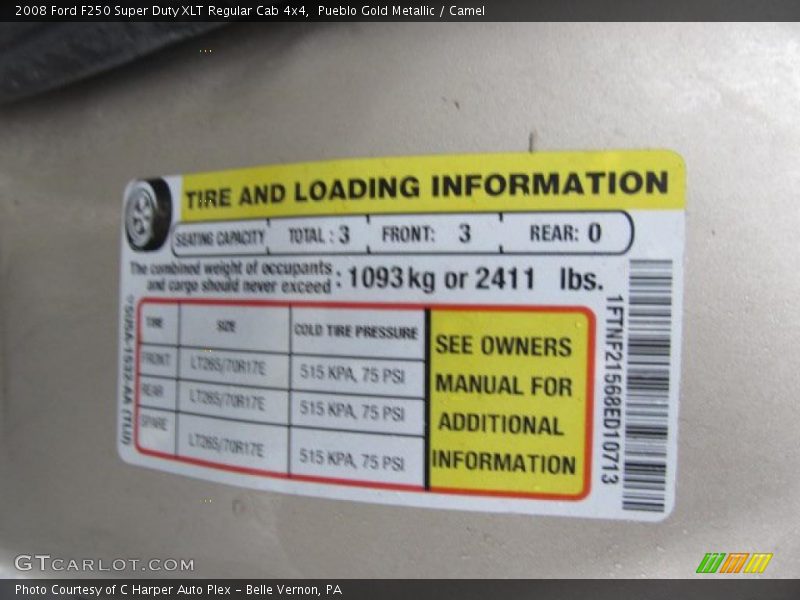 2008 Ford F250 Super Duty XLT Regular Cab 4x4,  Pueblo Gold Metallic / Camel
TIRE AND LOADING INFORMATION
SEATING CAPACITY TOTAL : 3 FRONT: 3 REAR: 0
The combined weight of occupants
and cargo should never exceed : 1093 kg or 2411 lbs.
TIRE SIZE COLD TIRE PRESSURE
FRONT LT265/70R17E 515 KPA, 75 PSI
REAR LT265/70R17E 515 KPA, 75 PSI
SPARE LT265/70R17E 515 KPA, 75 PSI
SEE OWNERS
MANUAL FOR
ADDITIONAL
INFORMATION
1FTNF21568ED10713
GTCARLOT.COM
Photo Courtesy of C Harper Auto Plex - Belle Vernon, PA